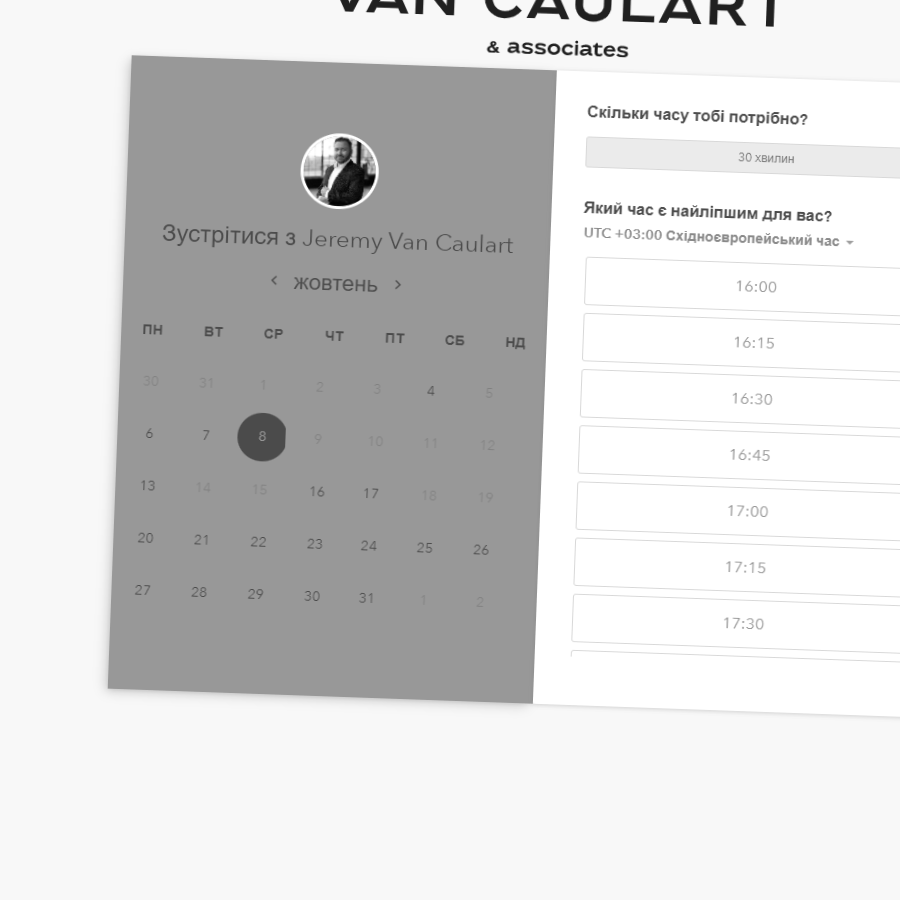 VAN CAULART
& associates
Зустрітися з Jeremy Van Caulart
жовтень
ПН ВТ СР ЧТ ПТ СБ НД
30 31 1 2 3 4 5
6 7 8 9 10 11 12
13 14 15 16 17 18 19
20 21 22 23 24 25 26
27 28 29 30 31 1 2
Скільки часу тобі потрібно?
30 хвилин
Який час є найліпшим для вас?
UTC +03:00 Східноєвропейський час
16:00
16:15
16:30
16:45
17:00
17:15
17:30